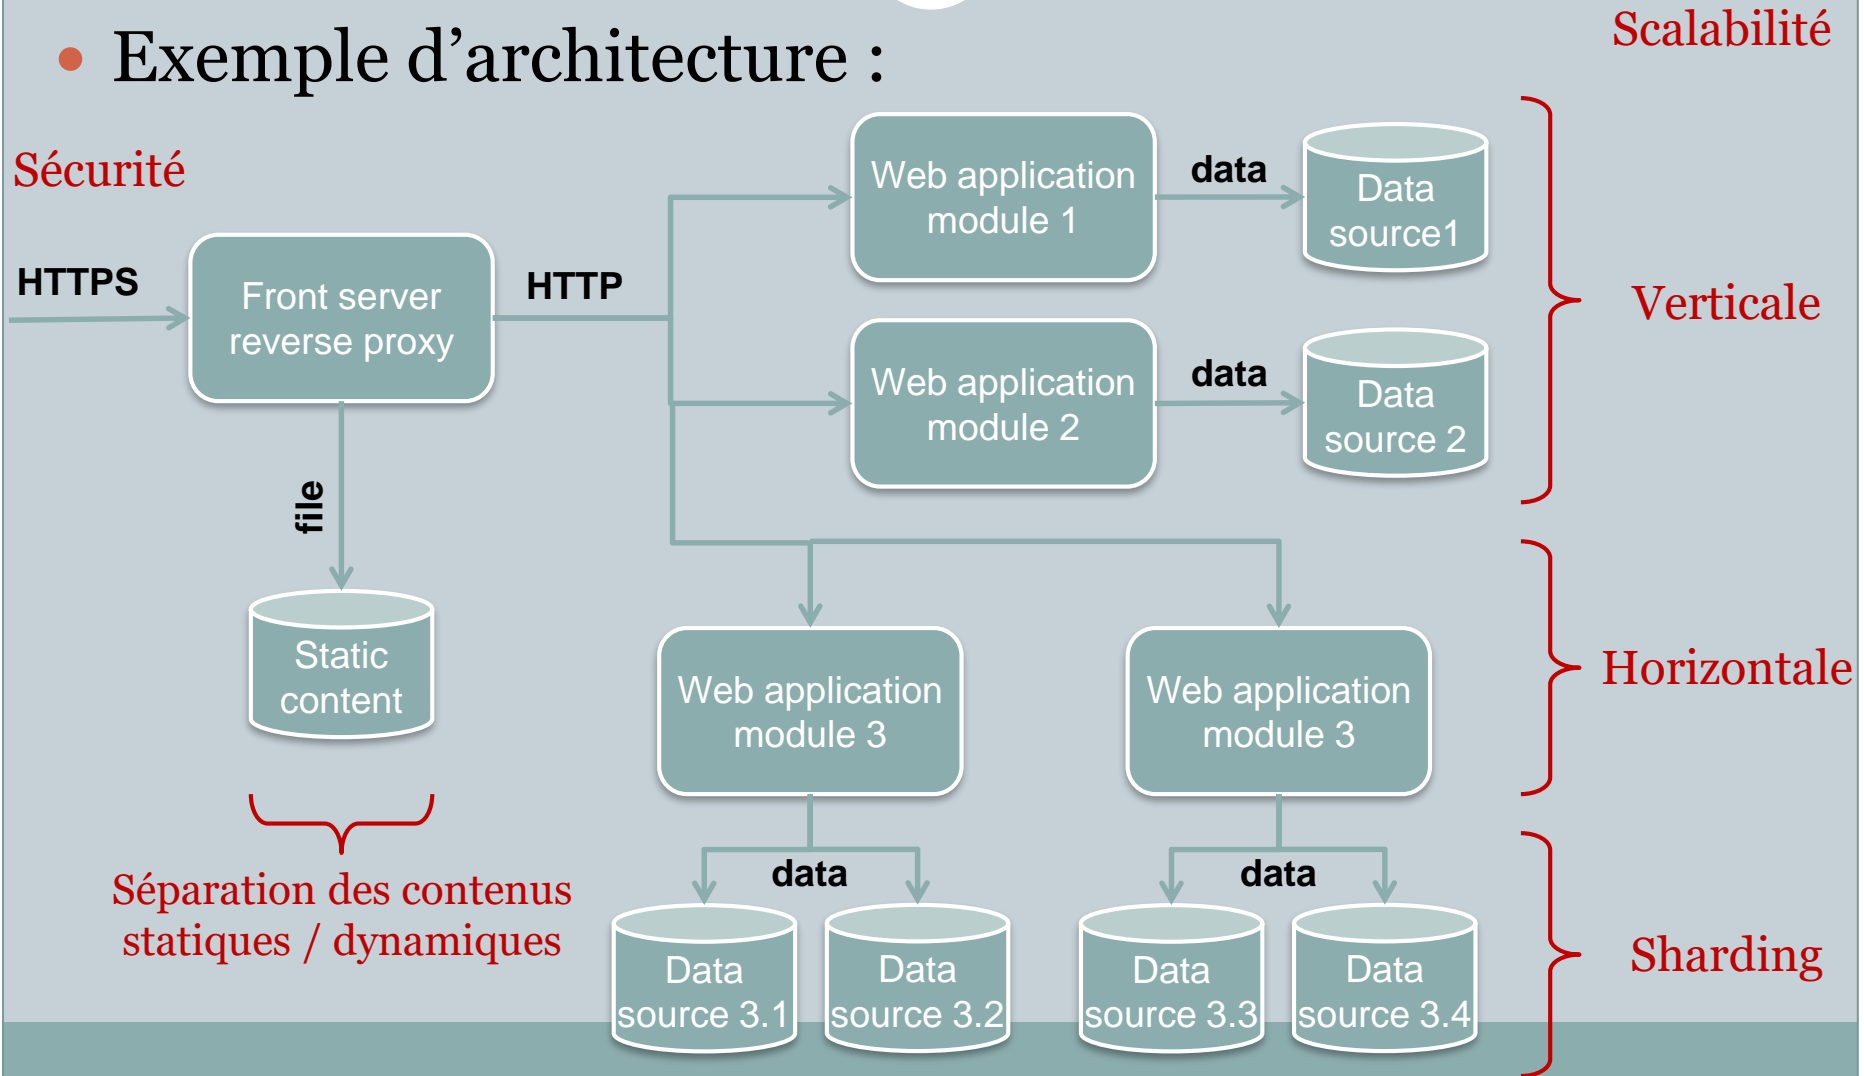 Exemple d’architecture :
Scalabilité
Sécurité
HTTPS
Front server
reverse proxy
HTTP
file
Static
content
Séparation des contenus
statiques / dynamiques
Web application
module 1
data
Data
source1
Web application
module 2
data
Data
source 2
Verticale
Web application
module 3
Web application
module 3
Horizontale
data
Data
source 3.1
Data
source 3.2
data
Data
source 3.3
Data
source 3.4
Sharding